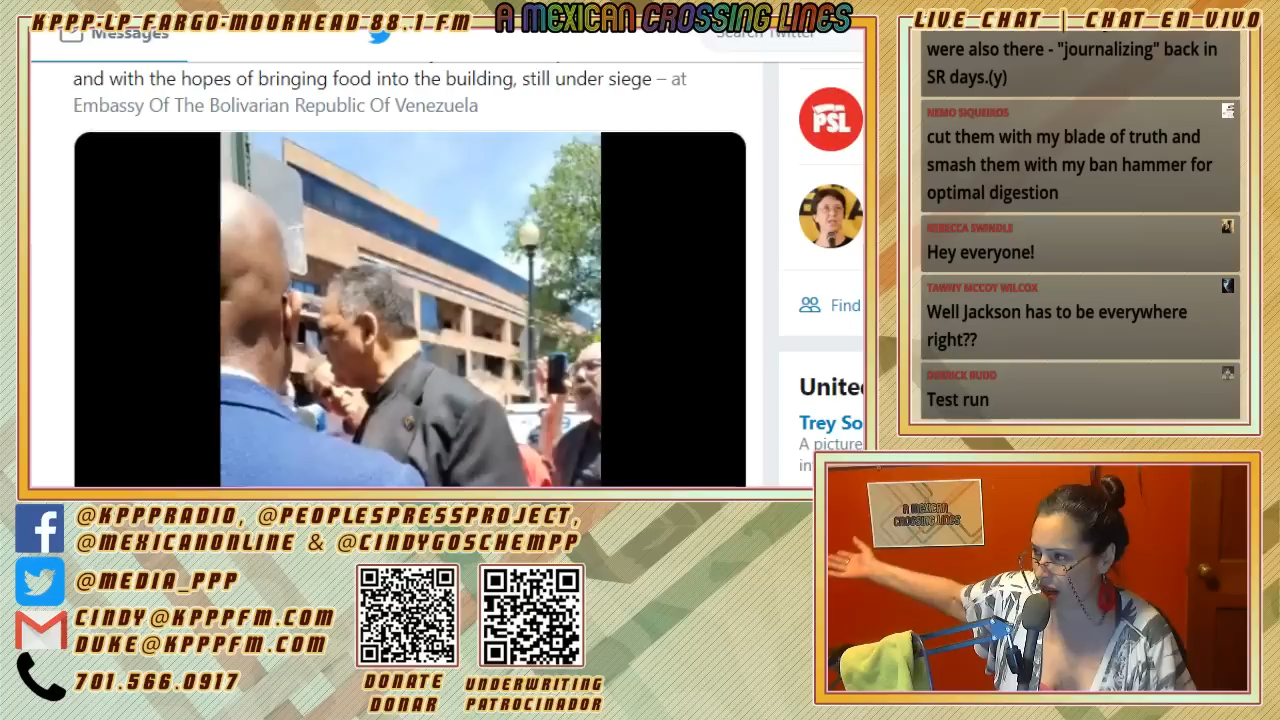 KPPP-LP FARGO-MOORHEAD 88.1 FM
A MEXICAN CROSSING LINES
LIVE CHAT | CHAT EN VIVO
Messages
Search Twitter
and with the hopes of bringing food into the building, still under siege – at
Embassy Of The Bolivarian Republic Of Venezuela
PSL
Find
United
Trey So
A picture
in
were also there - "journalizing" back in
SR days.(y)
NEMO SIQUEIROS
cut them with my blade of truth and
smash them with my ban hammer for
optimal digestion
REBECCA SWINDLE
Hey everyone!
TAWNY MCCOY WILCOX
Well Jackson has to be everywhere
right??
DERRICK RUDD
Test run
A MEXICAN
CROSSING LINES
@KPPPRADIO, @PEOPLESPRESSPROJECT,
@MEXICANONLINE & @CINDYGOSCHEMPP
@MEDIA_PPP
CINDY@KPPPFM.COM
DUKE@KPPPFM.COM
701.566.0917
DONATE
DONAR
UNDERWRITING
PATROCINADOR